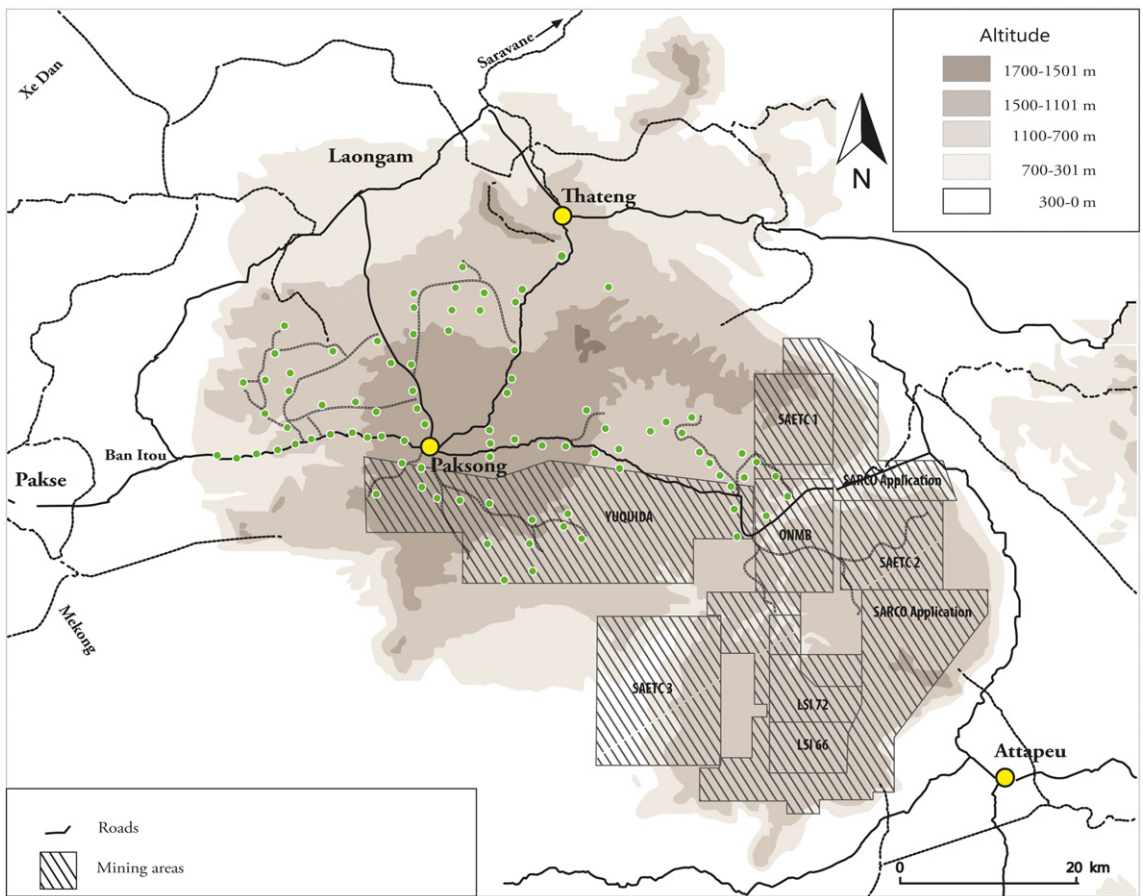 Altitude
1700-1501 m
1500-1101 m
1100-700 m
700-301 m
300-0 m
N
Saravane
Xe Dan
Laongam
Thateng
Ban Itou
Pakse
Paksong
Mekong
SAETC 1
SARCO Application
YUQUIDA
ONMB
SAETC 2
SARCO Application
SAETC 3
LSI 72
LSI 66
Attapeu
Roads
Mining areas
0 20 km